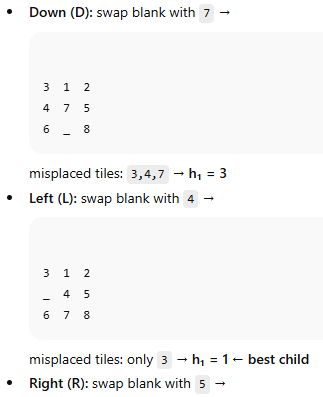 • Down (D): swap blank with 7 →
3 1 2
4 7 5
6 _ 8
misplaced tiles: 3,4,7 → h₁ = 3
• Left (L): swap blank with 4 →
3 1 2
_ 4 5
6 7 8
misplaced tiles: only 3 → h₁ = 1 ← best child
• Right (R): swap blank with 5 →